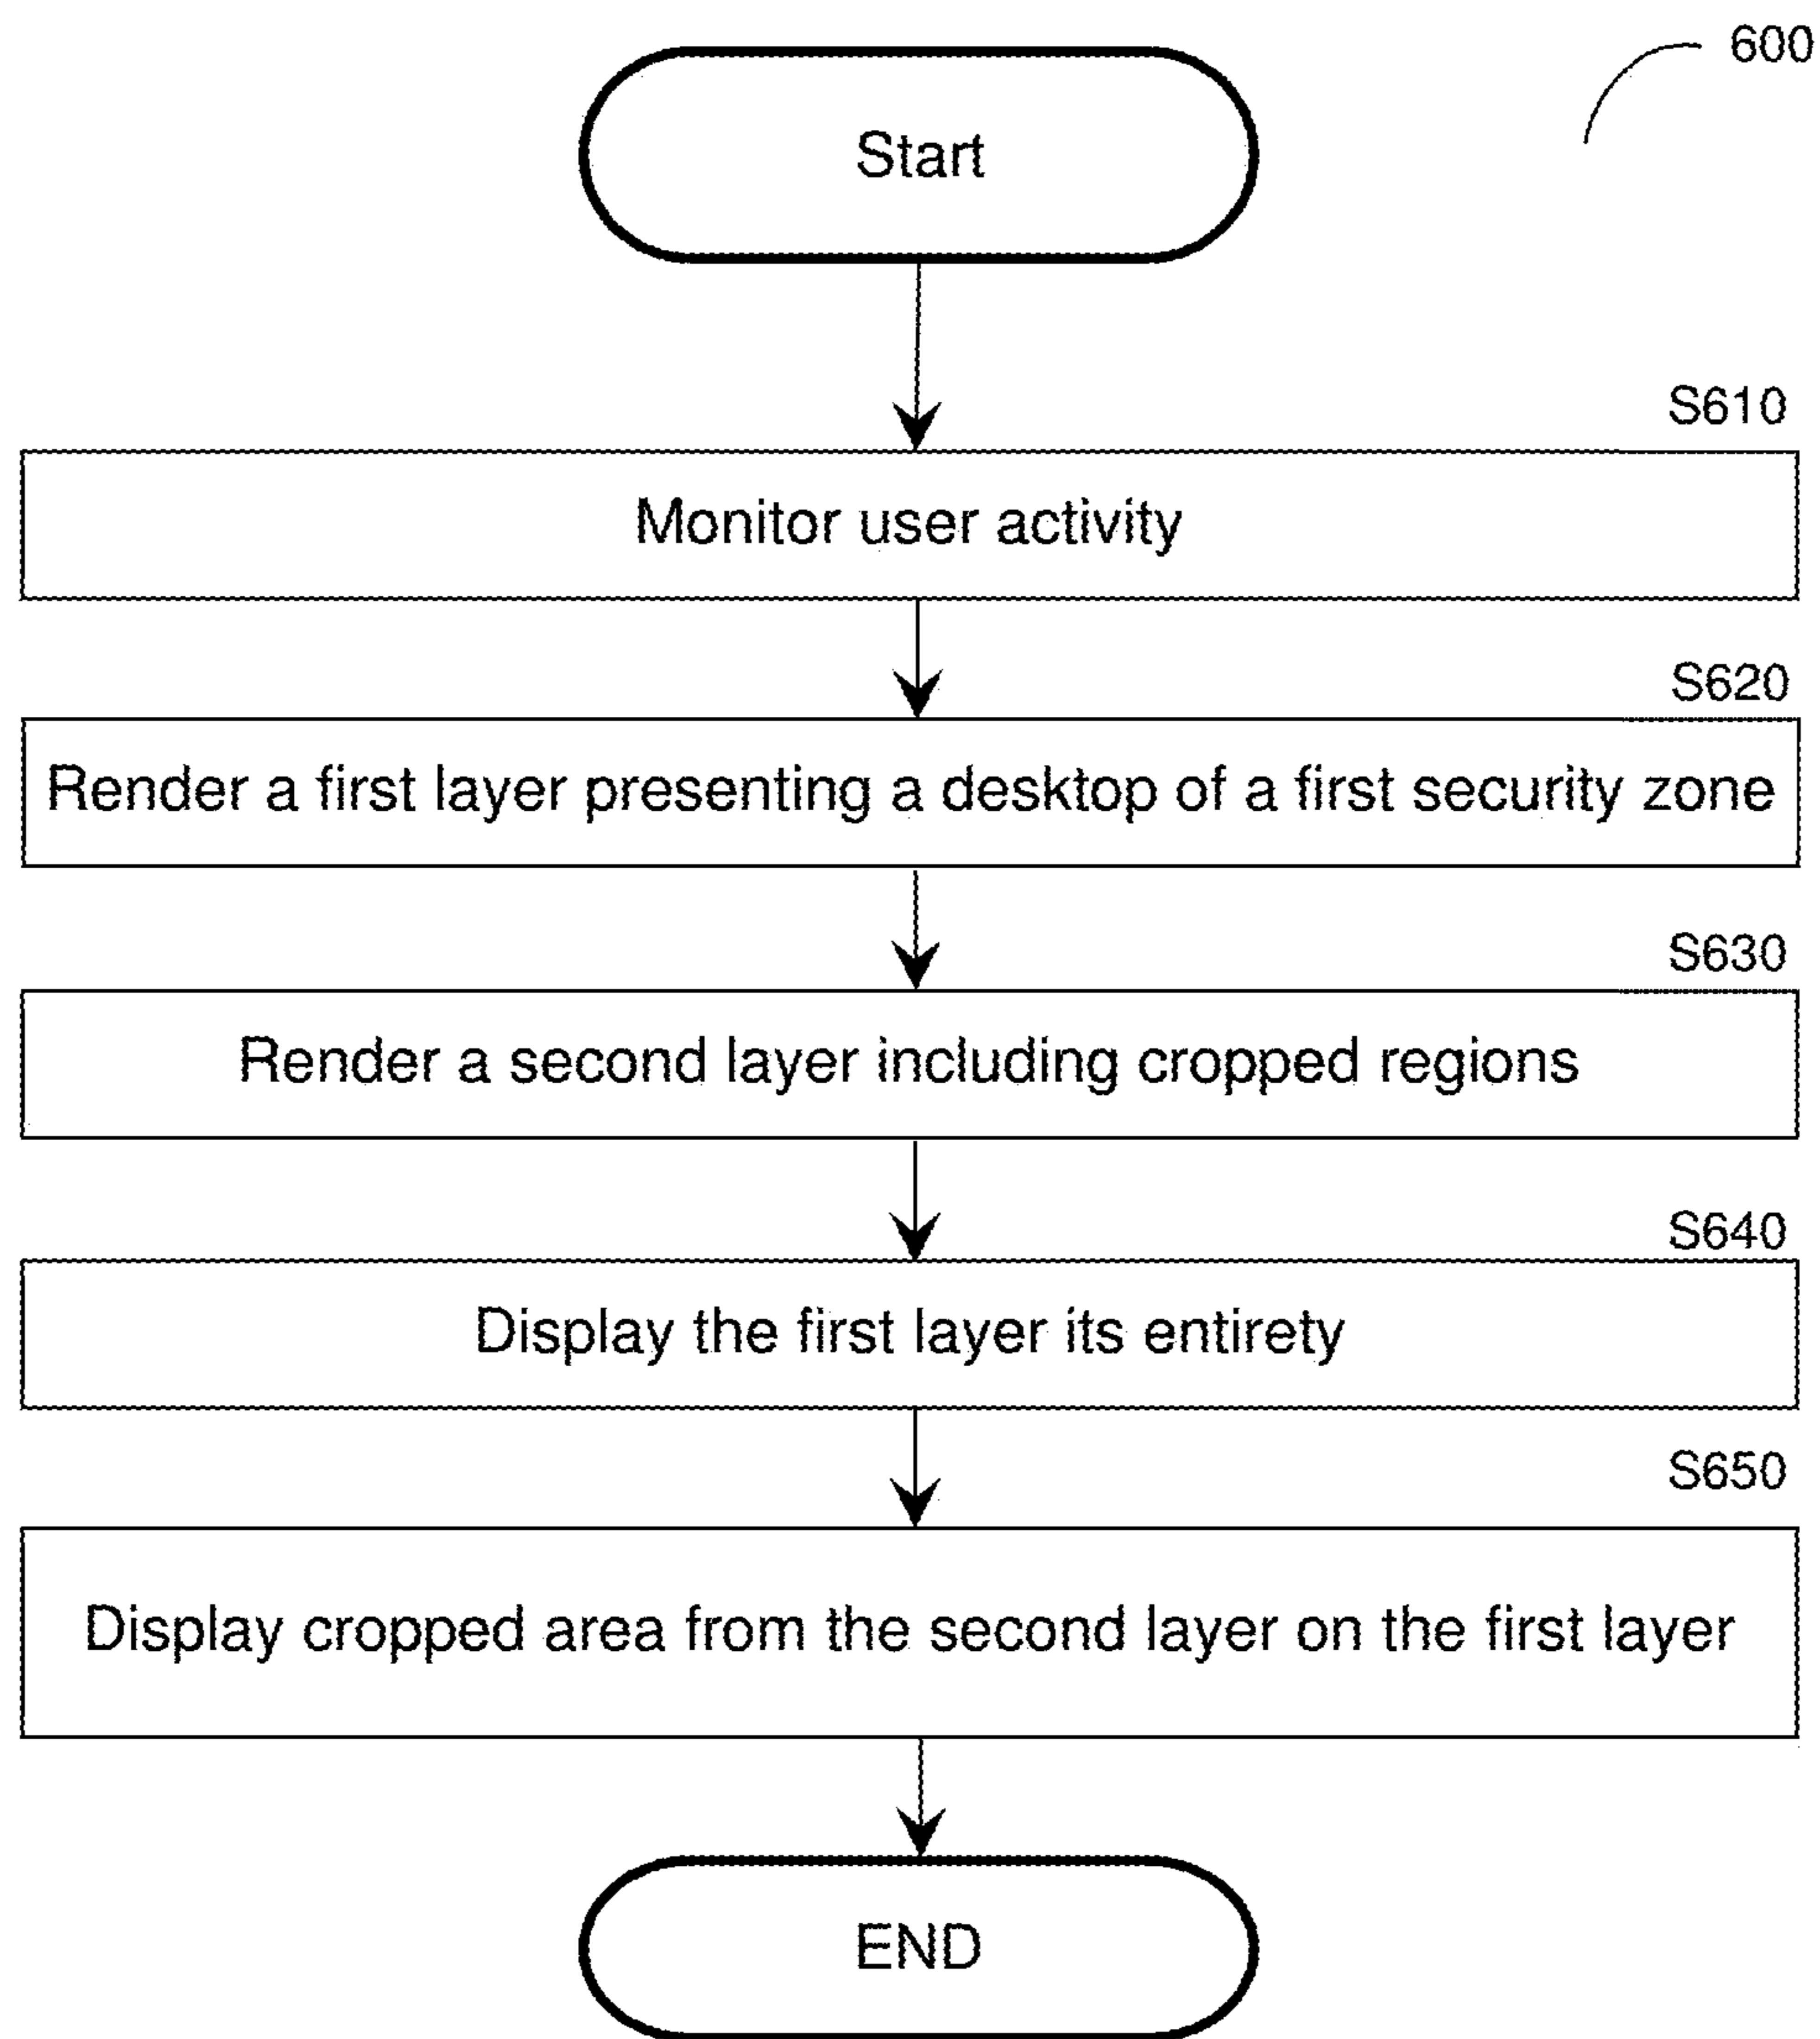 600
Start
S610
Monitor user activity
S620
Render a first layer presenting a desktop of a first security zone
S630
Render a second layer including cropped regions
S640
Display the first layer its entirety
S650
Display cropped area from the second layer on the first layer
END